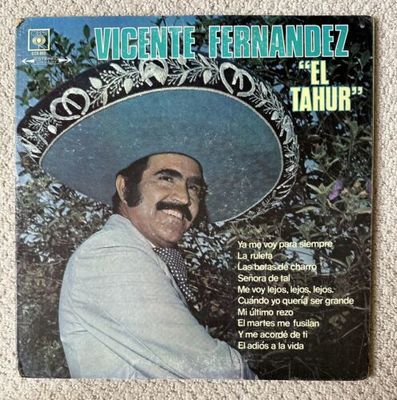 VICENTE FERNANDEZ
"EL
TAHUR"
STEREO
Ya me voy para siempre
La ruleta
Las botas de charro
Señora de tal
Me voy lejos, lejos, lejos.
Cuándo yo quería ser grande
Mi último rezo
El martes me fusilan
Y me acordé de ti
El adiós a la vida